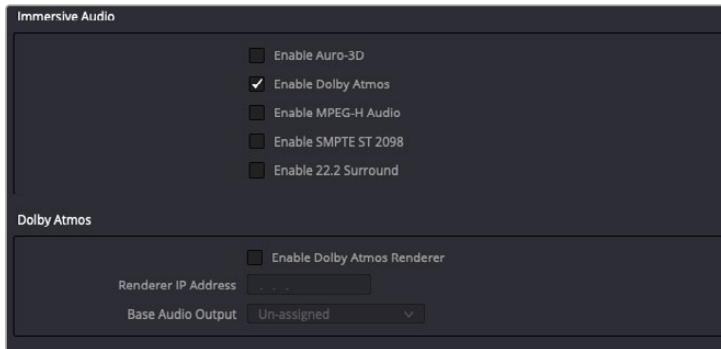 Immersive Audio
Enable Auro-3D
Enable Dolby Atmos
Enable MPEG-H Audio
Enable SMPTE ST 2098
Enable 22.2 Surround
Dolby Atmos
Enable Dolby Atmos Renderer
Renderer IP Address . . .
Base Audio Output Un-assigned